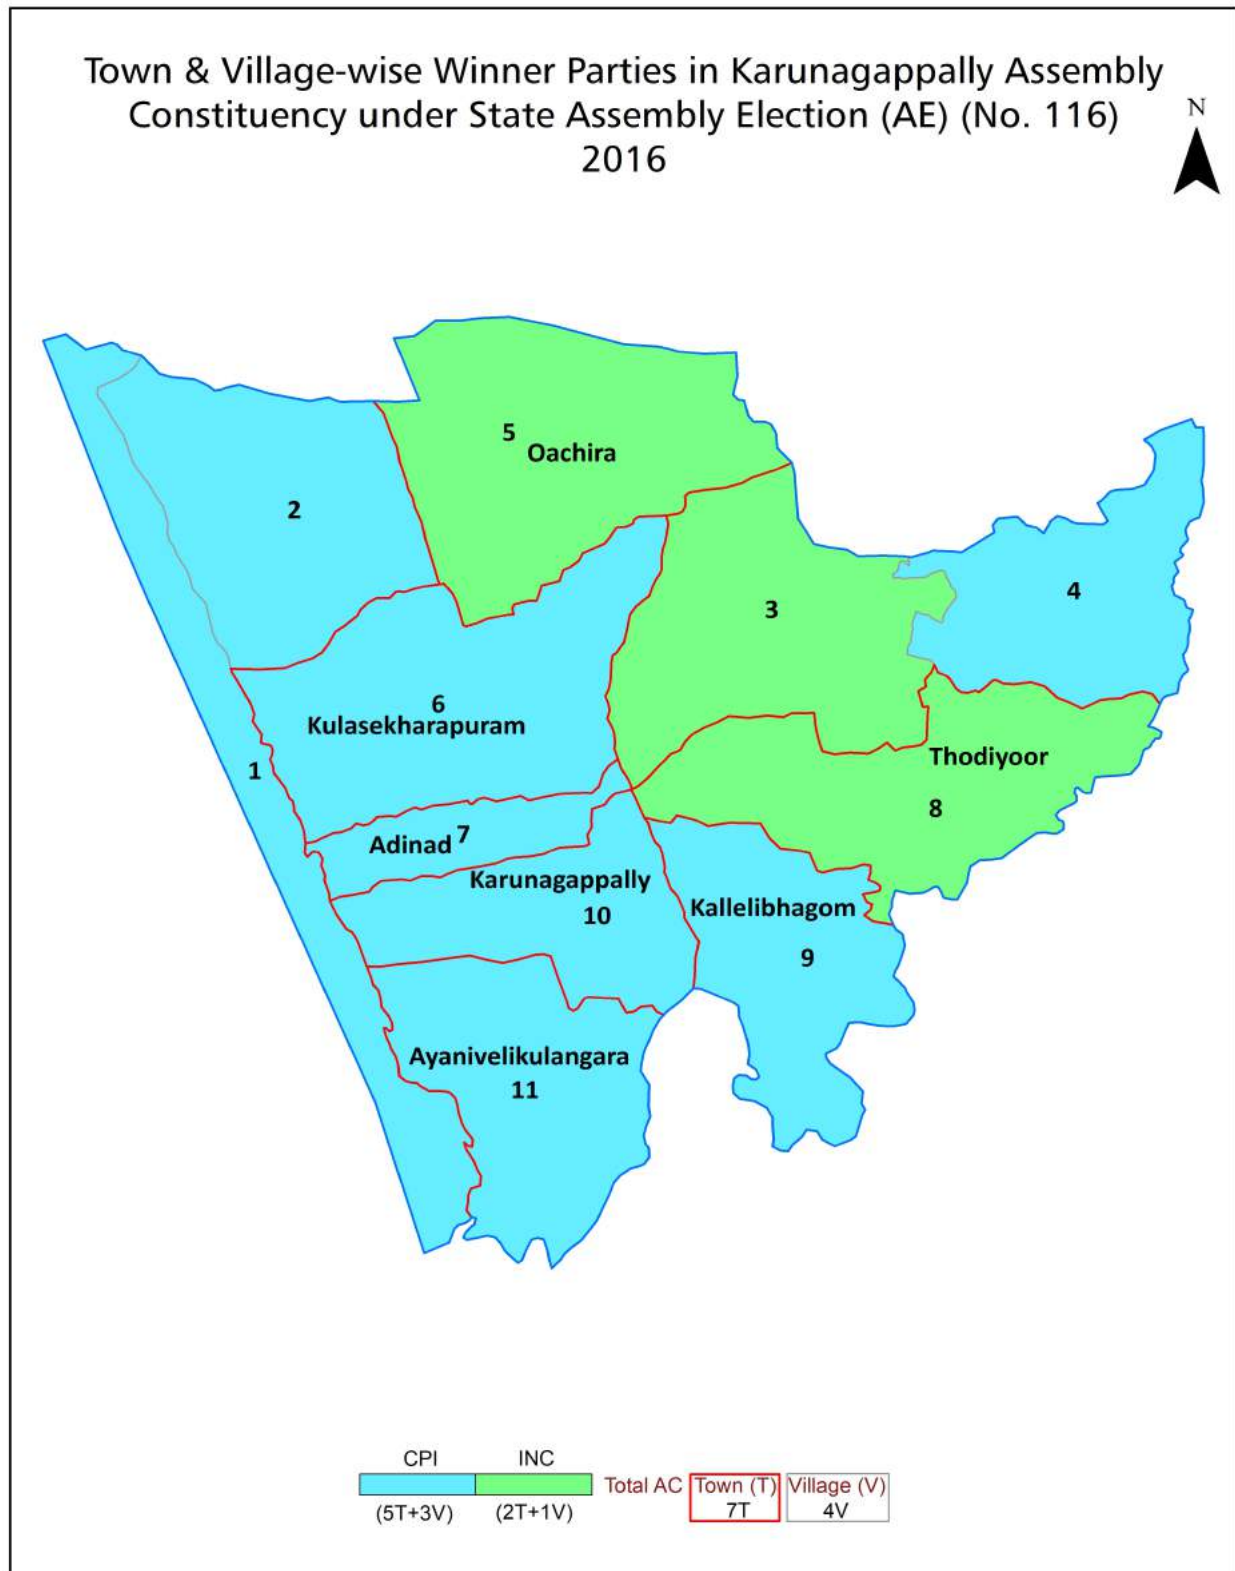 Town & Village-wise Winner Parties in Karunagappally Assembly
Constituency under State Assembly Election (AE) (No. 116)
2016
N
5
Oachira
2
4
3
6
Kulasekharapuram
1
Thodiyoor
8
Adinad 7
Karunagappally
10
Kallelibhagom
9
Ayanivelikulangara
11
CPI INC
Total AC Town (T) Village (V)
(5T+3V) (2T+1V) 7T 4V